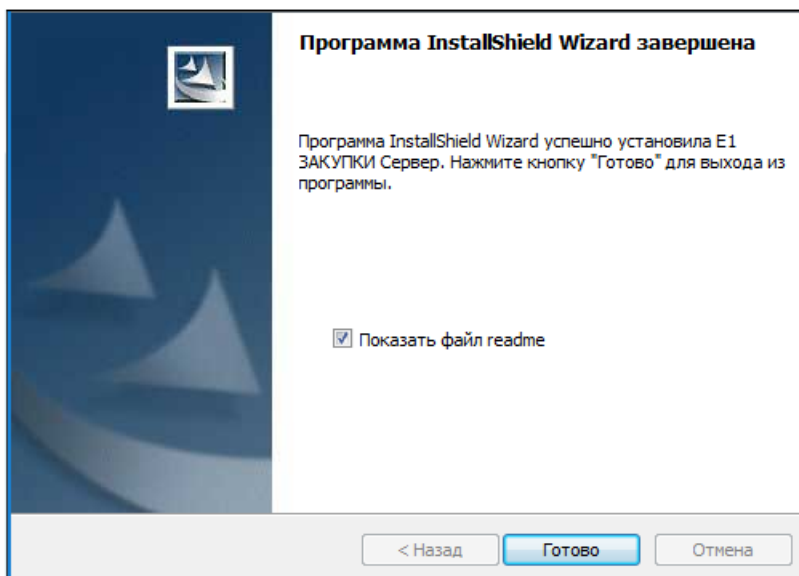 Программа InstallShield Wizard завершена
Программа InstallShield Wizard успешно установила E1
ЗАКУПКИ Сервер. Нажмите кнопку "Готово" для выхода из
программы.
Показать файл readme
< Назад
Готово
Отмена